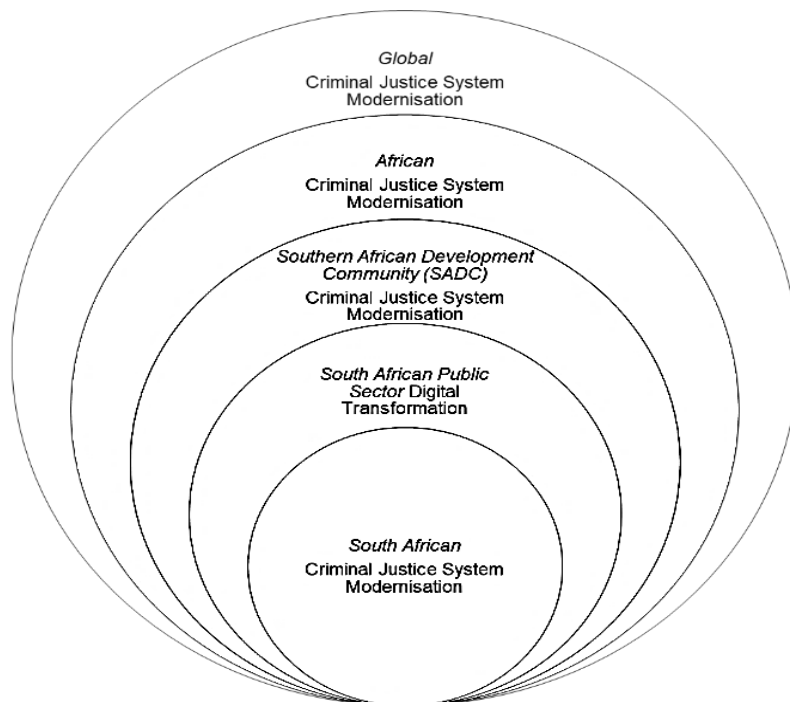 Global
Criminal Justice System
Modernisation
African
Criminal Justice System
Modernisation
Southern African Development
Community (SADC)
Criminal Justice System
Modernisation
South African Public
Sector Digital
Transformation
South African
Criminal Justice System
Modernisation